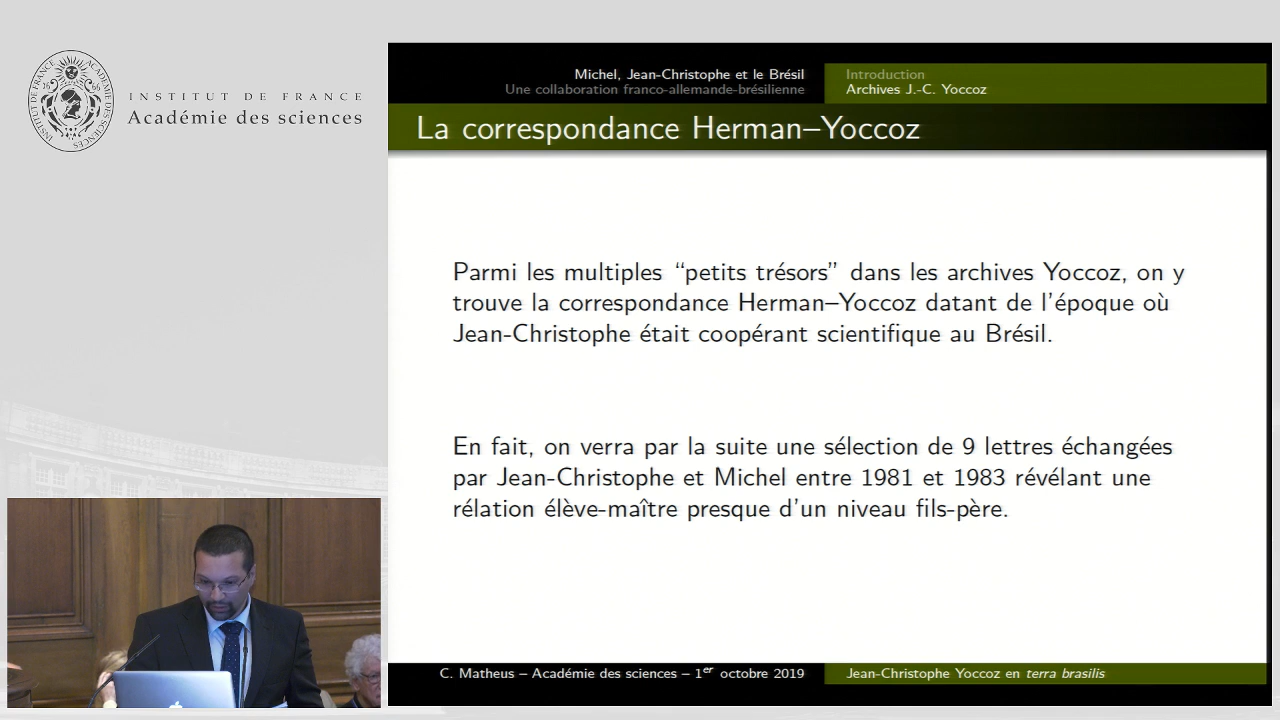 INSTITUT DE FRANCE
Académie des sciences
Michel, Jean-Christophe et le Brésil
Une collaboration franco-allemande-brésilienne
Introduction
Archives J.-C. Yoccoz
La correspondance Herman–Yoccoz
Parmi les multiples “petits trésors” dans les archives Yoccoz, on y
trouve la correspondance Herman–Yoccoz datant de l'époque où
Jean-Christophe était coopérant scientifique au Brésil.
En fait, on verra par la suite une sélection de 9 lettres échangées
par Jean-Christophe et Michel entre 1981 et 1983 révélant une
rélation élève-maître presque d'un niveau fils-père.
C. Matheus – Académie des sciences – 1er octobre 2019
Jean-Christophe Yoccoz en terra brasilis